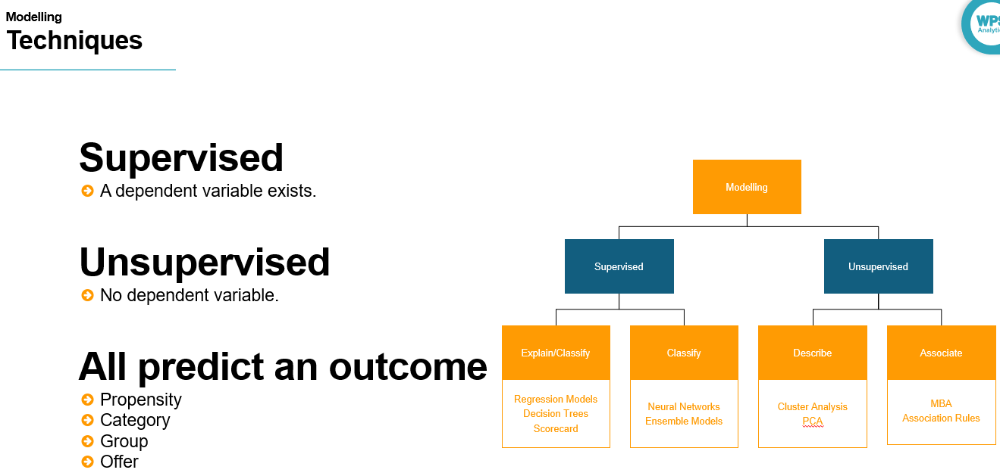 Modelling
Techniques
WPS
Supervised
A dependent variable exists.
Unsupervised
No dependent variable.
All predict an outcome
Propensity
Category
Group
Offer
Modelling
Supervised
Unsupervised
Explain/Classify
Regression Models
Decision Trees
Scorecard
Classify
Neural Networks
Ensemble Models
Describe
Cluster Analysis
PCA
Associate
MBA
Association Rules